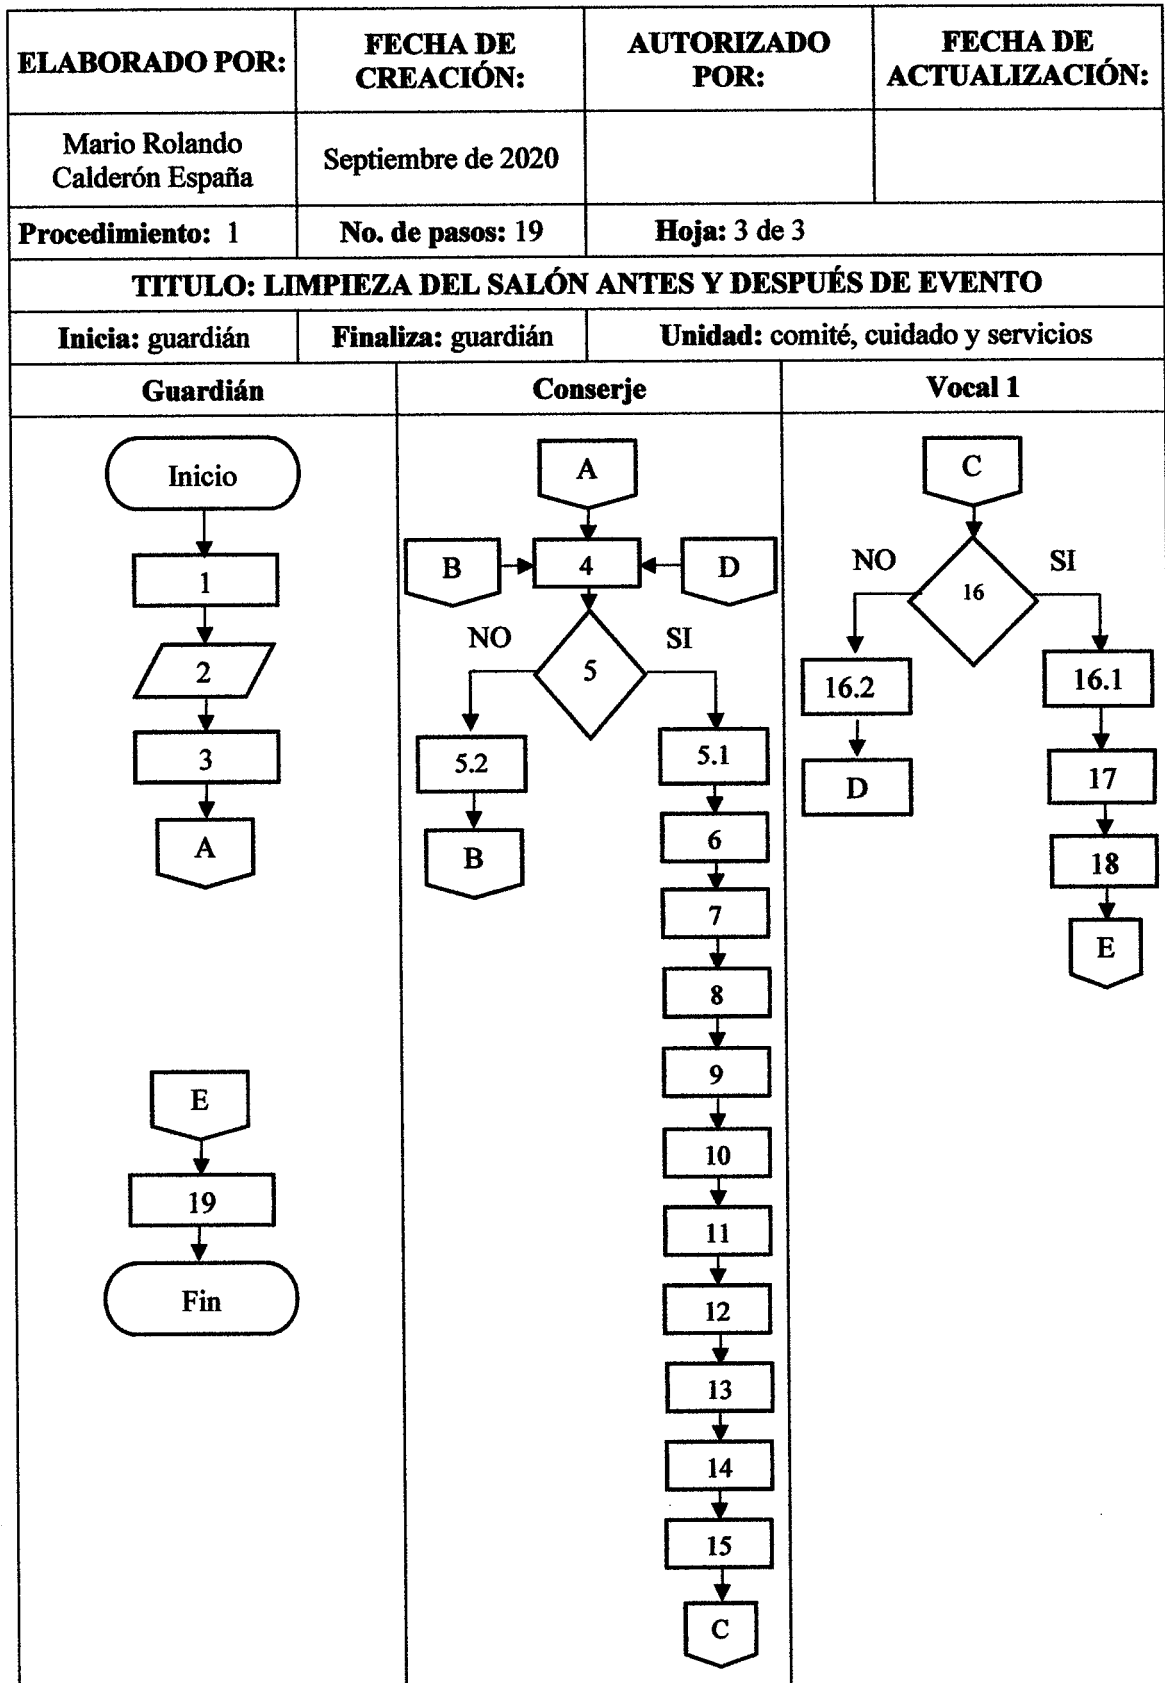 ELABORADO POR:
FECHA DE
CREACIÓN:
AUTORIZADO
POR:
FECHA DE
ACTUALIZACIÓN:
Mario Rolando
Calderón España
Septiembre de 2020
Procedimiento: 1
No. de pasos: 19
Hoja: 3 de 3
TITULO: LIMPIEZA DEL SALÓN ANTES Y DESPUÉS DE EVENTO
Inicia: guardián
Finaliza: guardián
Unidad: comité, cuidado y servicios
Guardián
Conserje
Vocal 1
Inicio
1
2
3
A
E
19
Fin
A
B
4
D
NO
SI
5
5.2
5.1
B
6
7
8
9
10
11
12
13
14
15
C
C
NO
SI
16
16.2
16.1
D
17
18
E